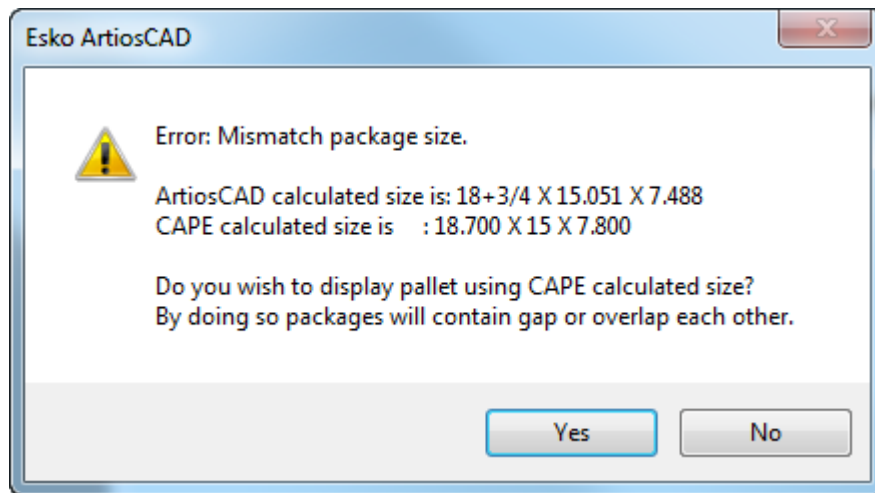 Esko ArtiosCAD
Error: Mismatch package size.
ArtiosCAD calculated size is: 18+3/4 X 15.051 X 7.488
CAPE calculated size is : 18.700 X 15 X 7.800
Do you wish to display pallet using CAPE calculated size?
By doing so packages will contain gap or overlap each other.
Yes No